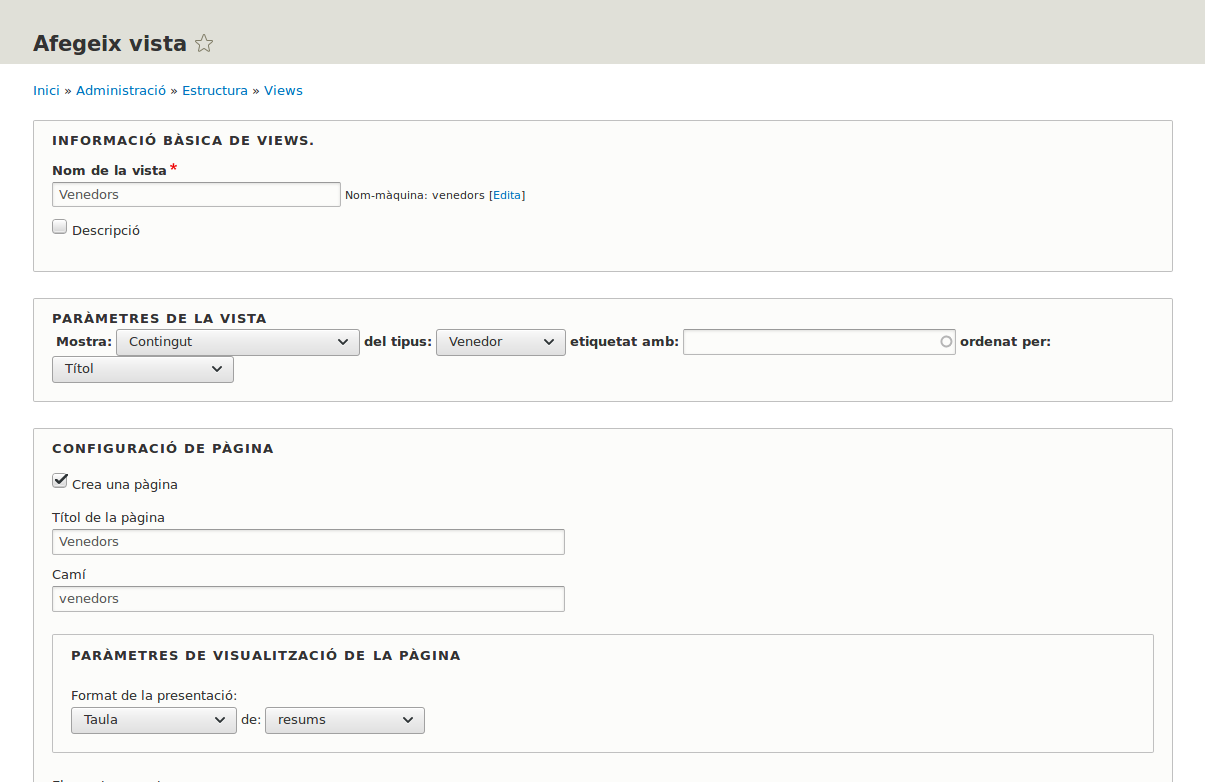 Afegeix vista
Inici » Administració » Estructura » Views
INFORMACIÓ BÀSICA DE VIEWS.
Nom de la vista*
Venedors Nom-màquina: venedors [Edita]
Descripció
PARÀMETRES DE LA VISTA
Mostra: Contingut del tipus: Venedor etiquetat amb: ordenat per:
Títol
CONFIGURACIÓ DE PÀGINA
Crea una pàgina
Títol de la pàgina
Venedors
Camí
venedors
PARÀMETRES DE VISUALITZACIÓ DE LA PÀGINA
Format de la presentació:
Taula de: resums